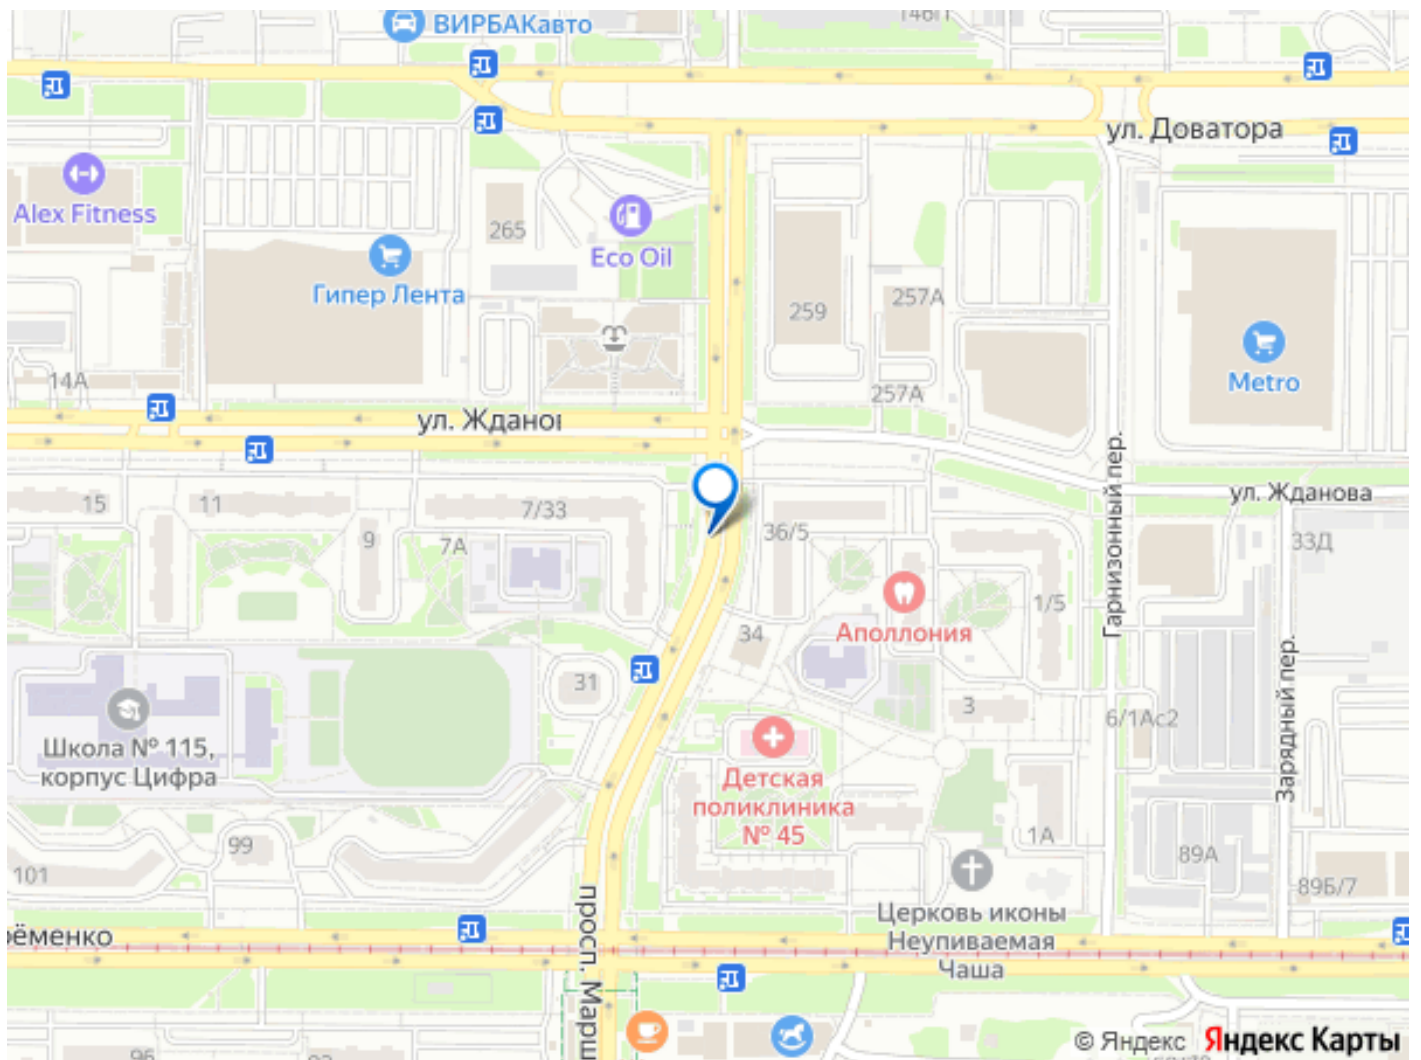 ВИРБАКавто
146П
ул. Доватора
Alex Fitness
265
Eco Oil
Гипер Лента
259
257А
Metro
14А
257А
ул. Ждано
ул. Жданова
15
11
7/33
36/5
33Д
9
7А
1/5
Гарнизонный пер.
Аполлония
34
31
3
6/1Ас2
Зарядный пер.
Школа № 115,
корпус Цифра
Детская
поликлиника
№ 45
1А
99
89А
101
89Б/7
рёменко
просп. Марш
Церковь иконы
Неупиваемая
Чаша
96
© Яндекс Яндекс Карты